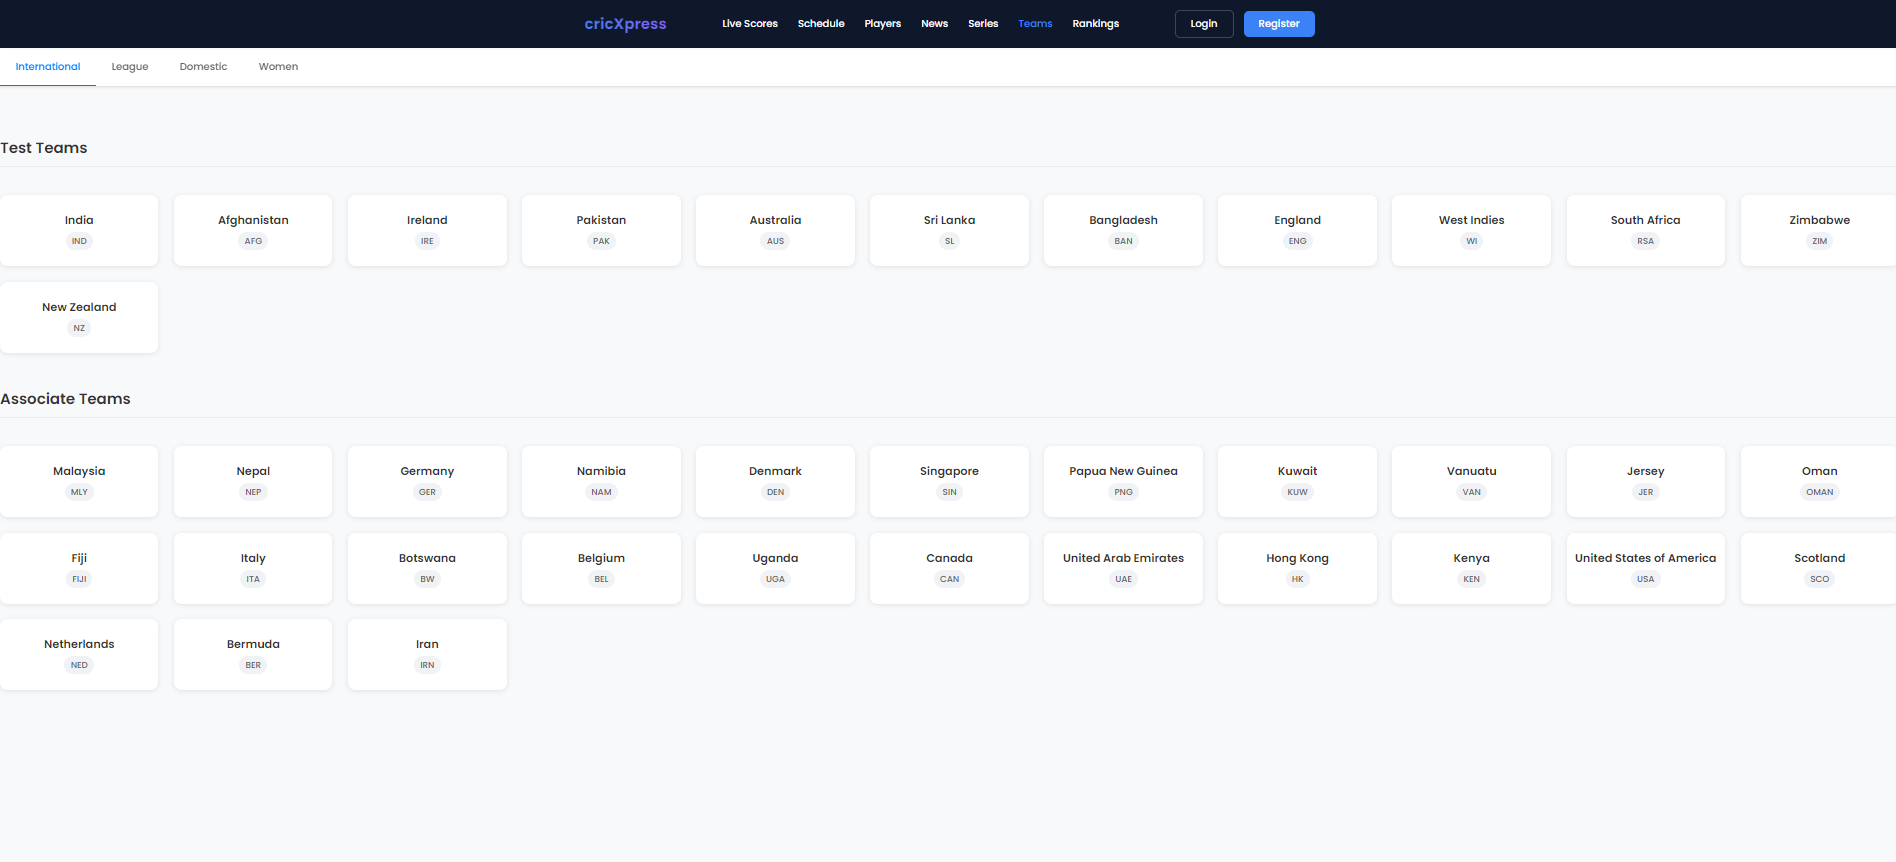 cricXpress Live Scores Schedule Players News Series Teams Rankings Login Register
International League Domestic Women
Test Teams
India Afghanistan Ireland Pakistan Australia Sri Lanka Bangladesh England West Indies South Africa Zimbabwe
IND AFG IRE PAK AUS SL BAN ENG WI RSA ZIM
New Zealand
NZ
Associate Teams
Malaysia Nepal Germany Namibia Denmark Singapore Papua New Guinea Kuwait Vanuatu Jersey Oman
MLY NEP GER NAM DEN SIN PNG KUW VAN JER OMAN
Fiji Italy Botswana Belgium Uganda Canada United Arab Emirates Hong Kong Kenya United States of America Scotland
FIJI ITA BW BEL UGA CAN UAE HK KEN USA SCO
Netherlands Bermuda Iran
NED BER IRN